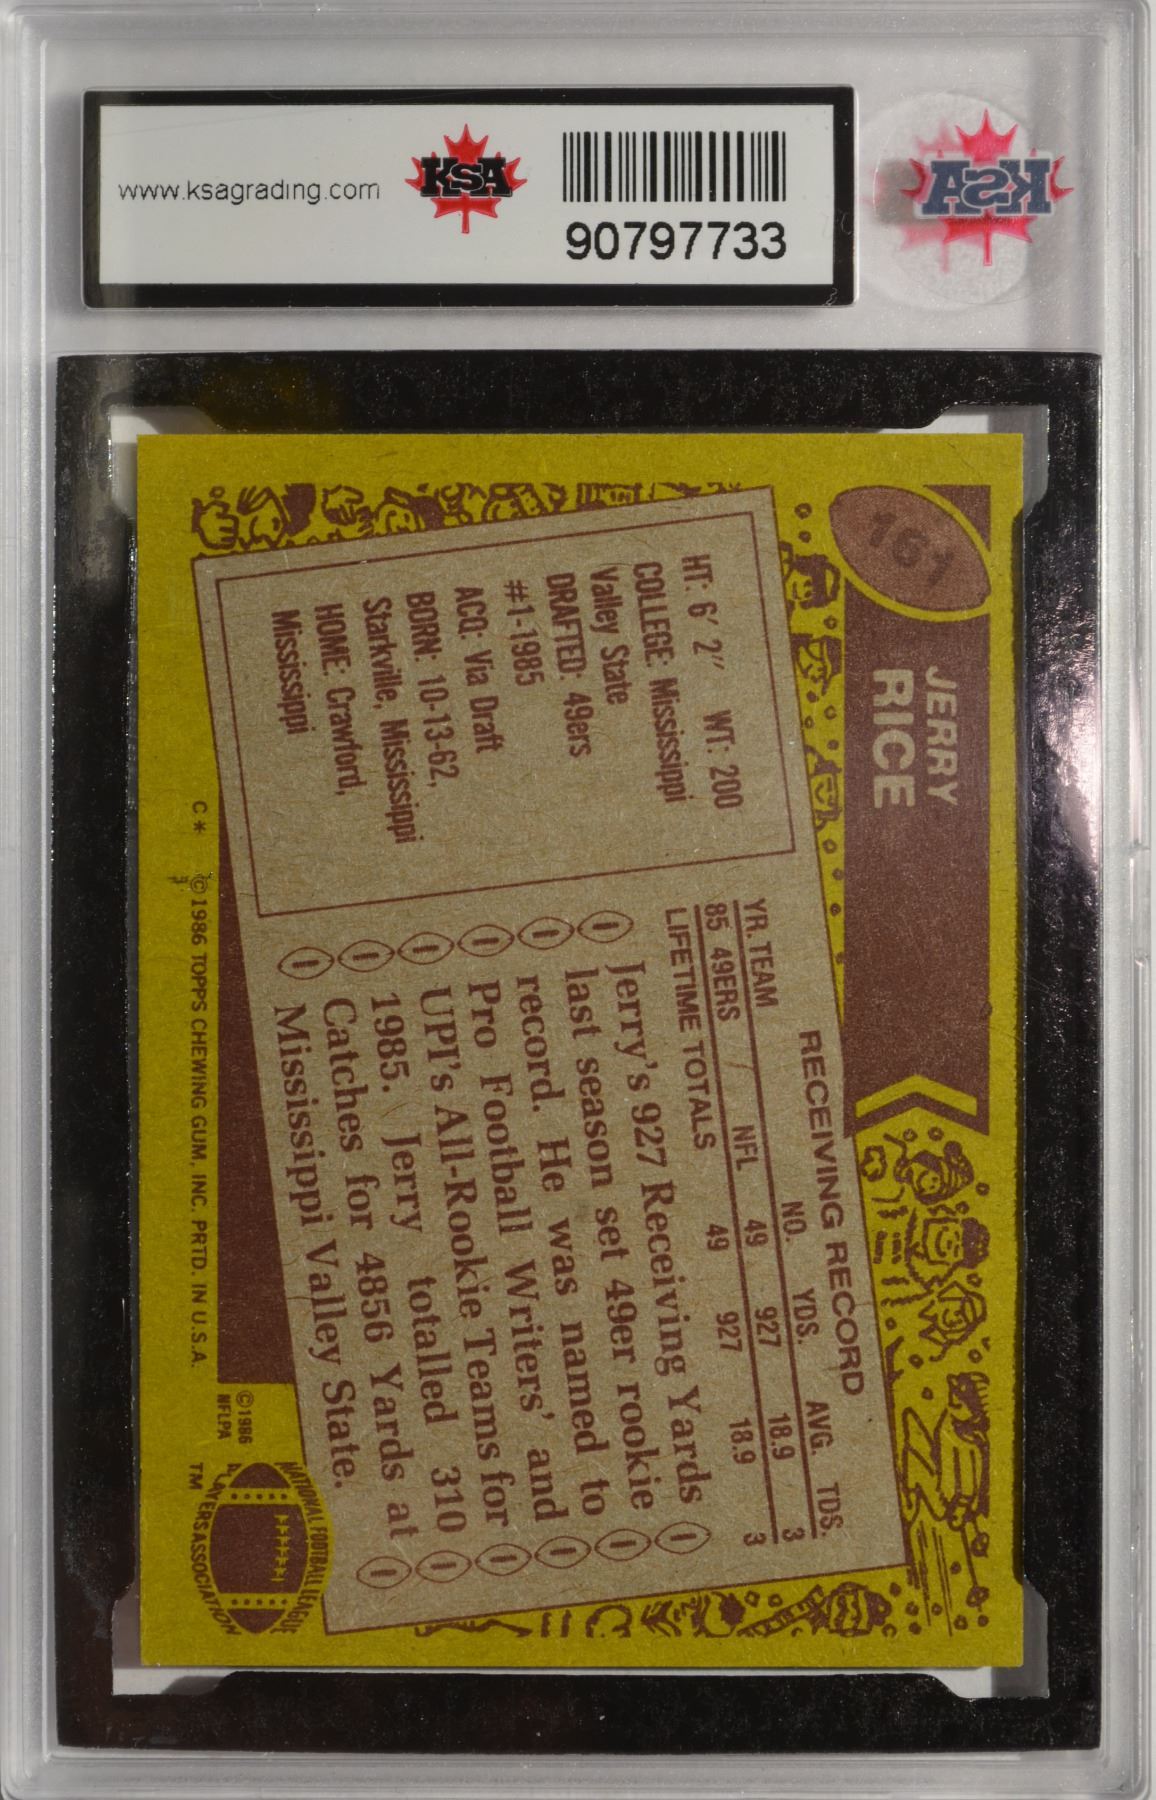 www.ksagrading.com
KSA
90797733
KSA
161
JERRY
RICE
HT: 6' 2" WT: 200
COLLEGE: Mississippi
Valley State
DRAFTED: 49ers
#1-1985
ACQ: Via Draft
BORN: 10-13-62,
Starkville, Mississippi
HOME: Crawford,
Mississippi
RECEIVING RECORD
YR. TEAM NO. YDS. AVG. TDS.
85 49ERS / NFL 49 927 18.9 3
LIFETIME TOTALS 49 927 18.9 3
Jerry's 927 Receiving Yards
last season set 49er rookie
record. He was named to
Pro Football Writers' and
UPI's All-Rookie Teams for
1985. Jerry totalled 310
Catches for 4856 Yards at
Mississippi Valley State.
C* © 1986 TOPPS CHEWING GUM, INC. PRTD. IN U.S.A.
© 1986
NFLPA
NATIONAL FOOTBALL LEAGUE
PLAYERS ASSOCIATION
TM